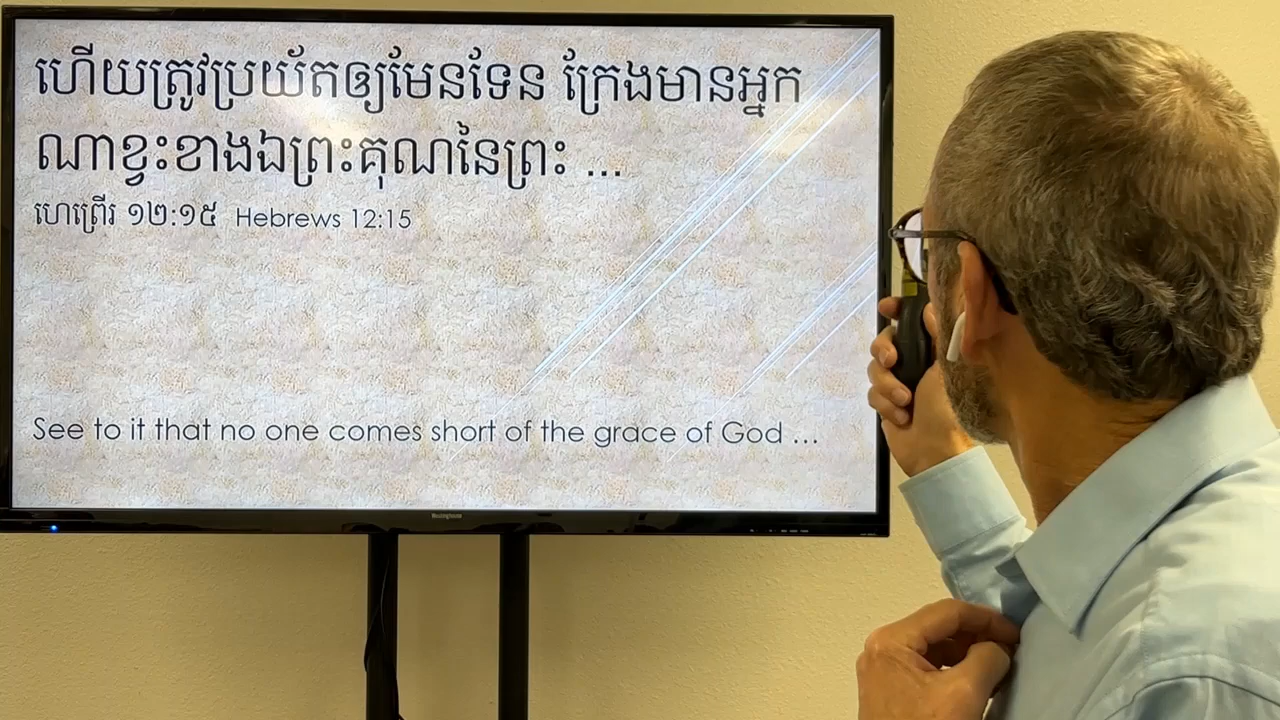 ហើយត្រូវប្រយ័តឲ្យមែនទែន ក្រែងមានអ្នក
ណាខ្វះខាងឯព្រះគុណនៃព្រះ ...
ហេព្រើរ ១២:១៥ Hebrews 12:15
See to it that no one comes short of the grace of God ...
Westinghouse